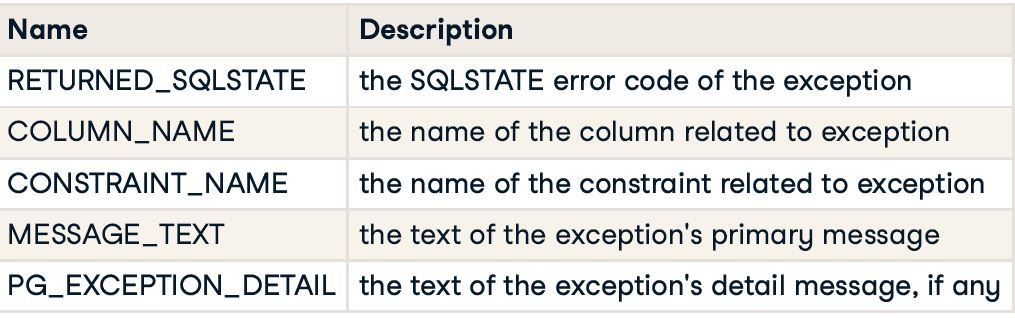 Name Description
RETURNED_SQLSTATE the SQLSTATE error code of the exception
COLUMN_NAME the name of the column related to exception
CONSTRAINT_NAME the name of the constraint related to exception
MESSAGE_TEXT the text of the exception's primary message
PG_EXCEPTION_DETAIL the text of the exception's detail message, if any